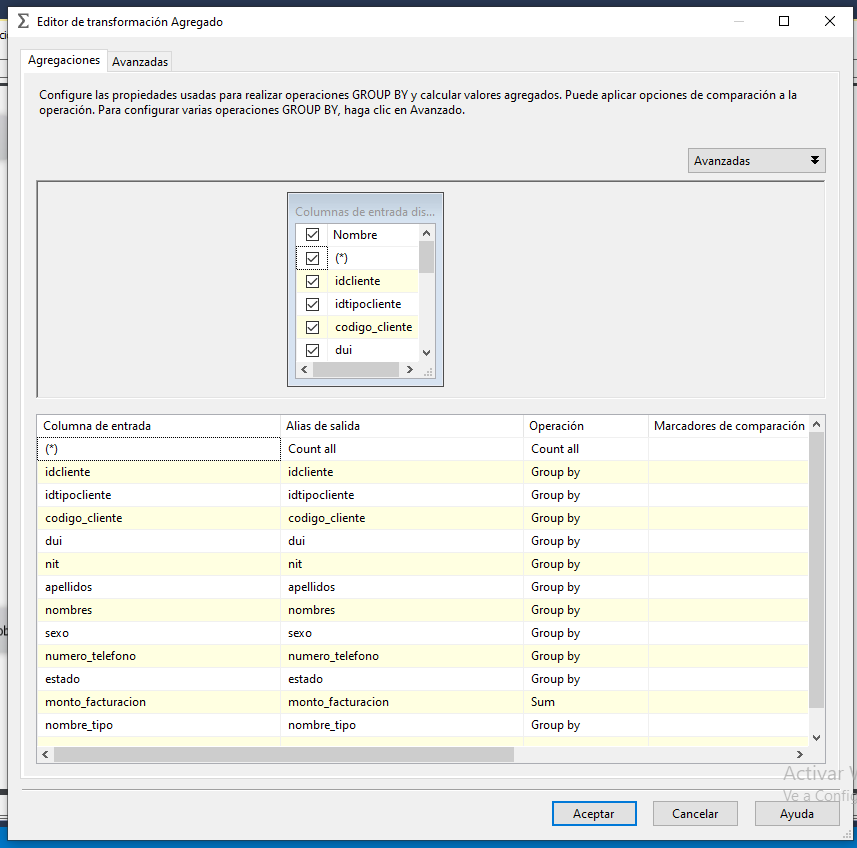 Editor de transformación Agregado
Agregaciones
Avanzadas
Configure las propiedades usadas para realizar operaciones GROUP BY y calcular valores agregados. Puede aplicar opciones de comparación a la
operación. Para configurar varias operaciones GROUP BY, haga clic en Avanzado.
Avanzadas
Columnas de entrada dis...
Nombre
(*)
idcliente
idtipocliente
codigo_cliente
dui
Columna de entrada Alias de salida Operación Marcadores de comparación
(*) Count all Count all
idcliente idcliente Group by
idtipocliente idtipocliente Group by
codigo_cliente codigo_cliente Group by
dui dui Group by
nit nit Group by
apellidos apellidos Group by
nombres nombres Group by
sexo sexo Group by
numero_telefono numero_telefono Group by
estado estado Group by
monto_facturacion monto_facturacion Sum
nombre_tipo nombre_tipo Group by
Activar
Ve a Config
Aceptar Cancelar Ayuda